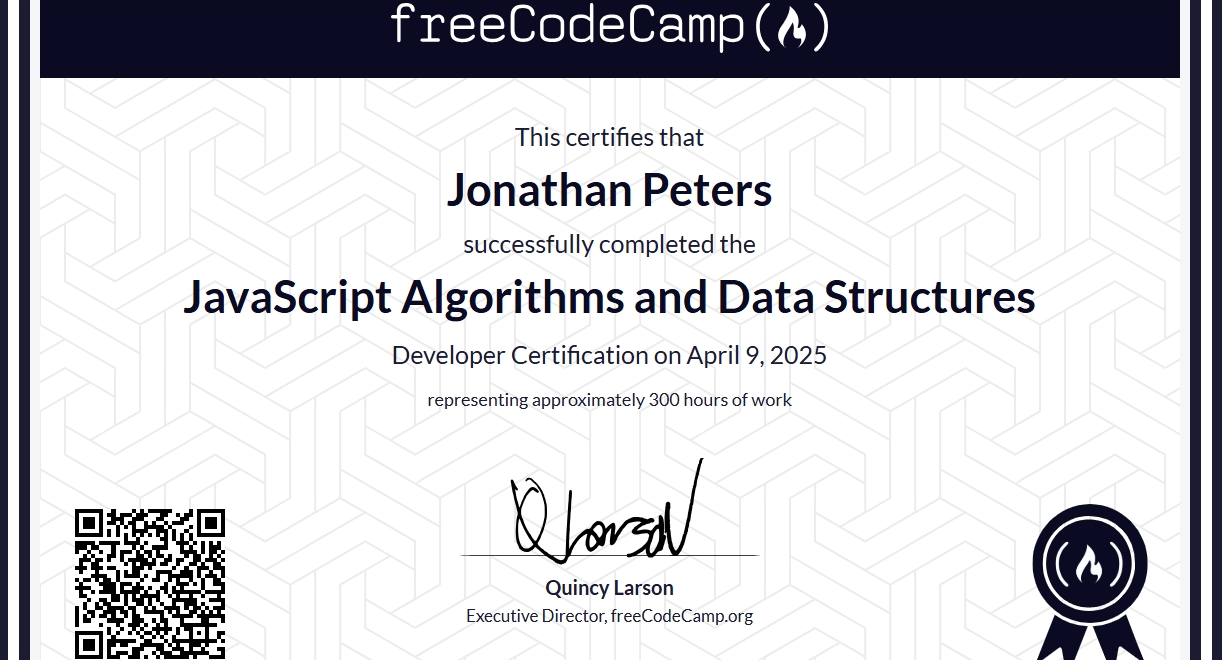 freeCodeCamp
This certifies that
Jonathan Peters
successfully completed the
JavaScript Algorithms and Data Structures
Developer Certification on April 9, 2025
representing approximately 300 hours of work
Quincy Larson
Executive Director, freeCodeCamp.org